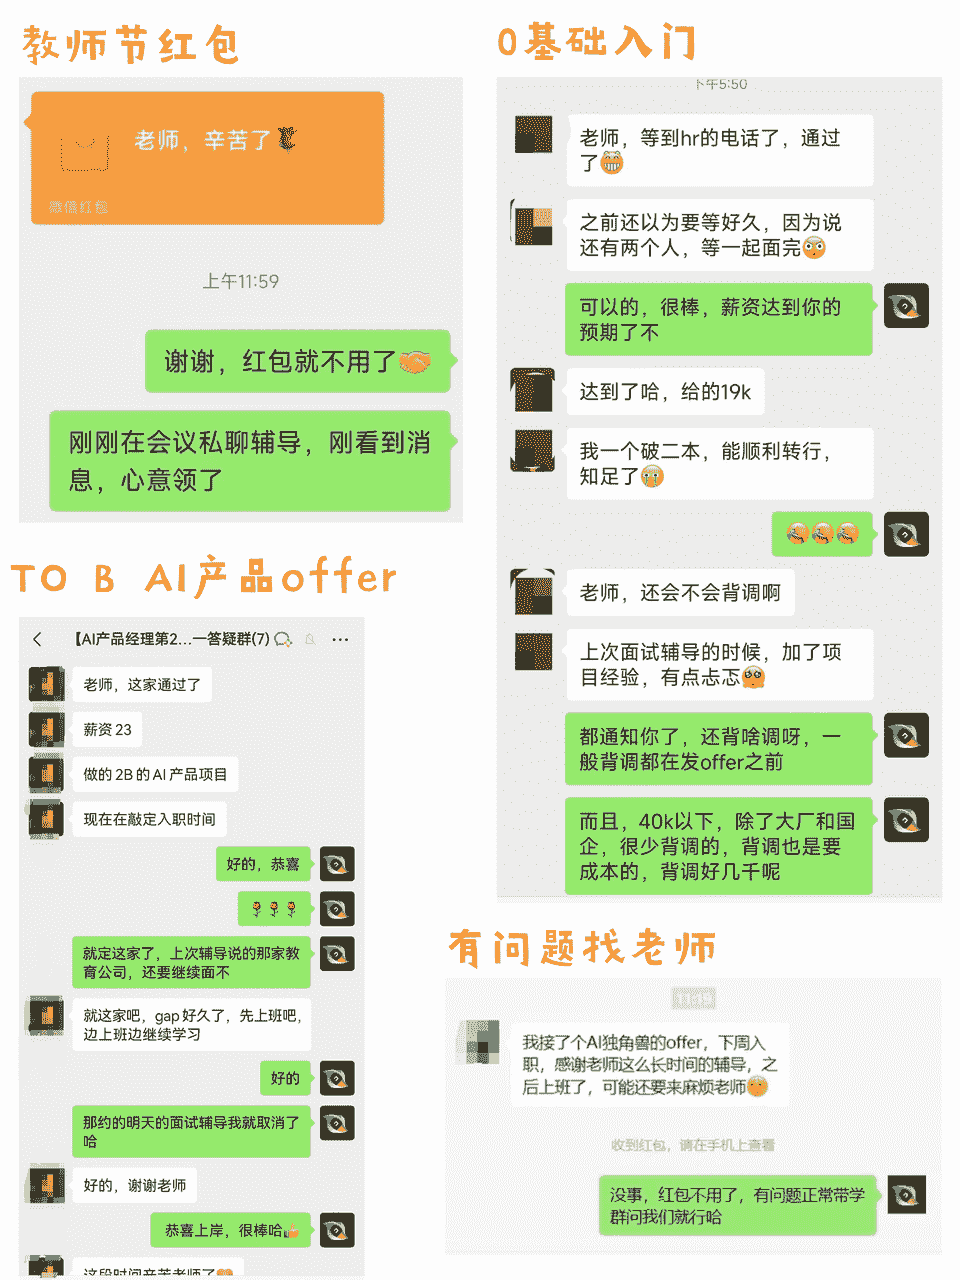 教师节红包
老师，辛苦了
微信红包
上午11:59
谢谢，红包就不用了
刚刚在会议私聊辅导，刚看到消
息，心意领了
TO B AI产品offer
【AI产品经理第2...一答疑群(7)
老师，这家通过了
薪资 23
做的 2B 的 AI 产品项目
现在在敲定入职时间
好的，恭喜
就定这家了，上次辅导说的那家教
育公司，还要继续面不
就这家吧，gap 好久了，先上班吧，
边上班边继续学习
好的
那约的明天的面试辅导我就取消了
哈
好的，谢谢老师
恭喜上岸，很棒哈
这段时间辛苦老师了
0基础入门
下午5:50
老师，等到hr的电话了，通过
了
之前还以为要等好久，因为说
还有两个人，等一起面完
可以的，很棒，薪资达到你的
预期了不
达到了哈，给的19k
我一个破二本，能顺利转行，
知足了
老师，还会不会背调啊
上次面试辅导的时候，加了项
目经验，有点忐忑
都通知你了，还背啥调呀，一
般背调都在发offer之前
而且，40k以下，除了大厂和国
企，很少背调的，背调也是要
成本的，背调好几千呢
有问题找老师
我接了个AI独角兽的offer，下周入
职，感谢老师这么长时间的辅导，之
后上班了，可能还要来麻烦老师
收到红包，请在手机上查看
没事，红包不用了，有问题正常带学
群问我们就行哈